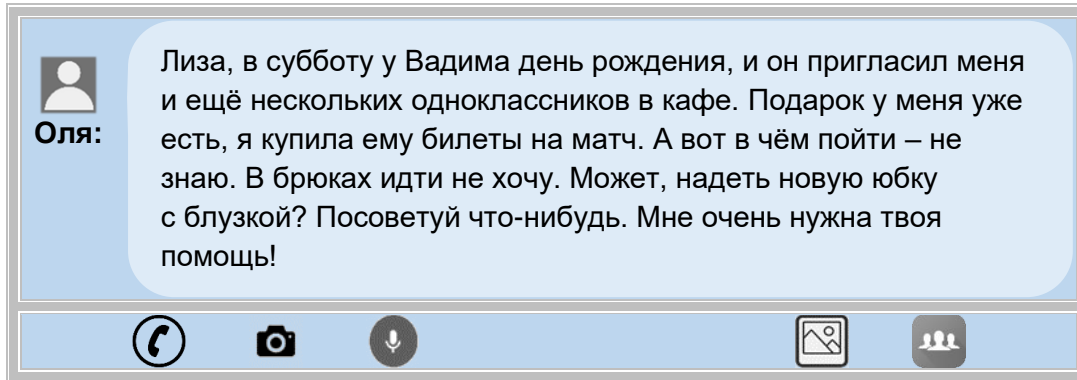 Лиза, в субботу у Вадима день рождения, и он пригласил меня
и ещё нескольких одноклассников в кафе. Подарок у меня уже
Оля:
есть, я купила ему билеты на матч. А вот в чём пойти – не
знаю. В брюках идти не хочу. Может, надеть новую юбку
с блузкой? Посоветуй что-нибудь. Мне очень нужна твоя
помощь!